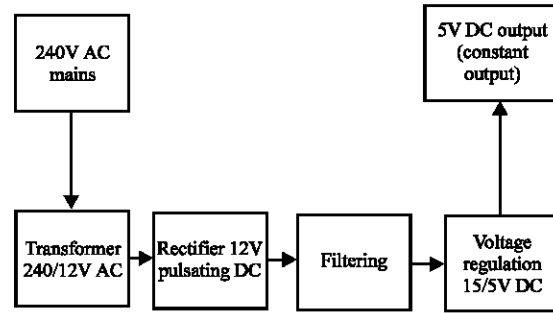 240V AC
mains
5V DC output
(constant
output)
Transformer
240/12V AC
Rectifier 12V
pulsating DC
Filtering
Voltage
regulation
15/5V DC